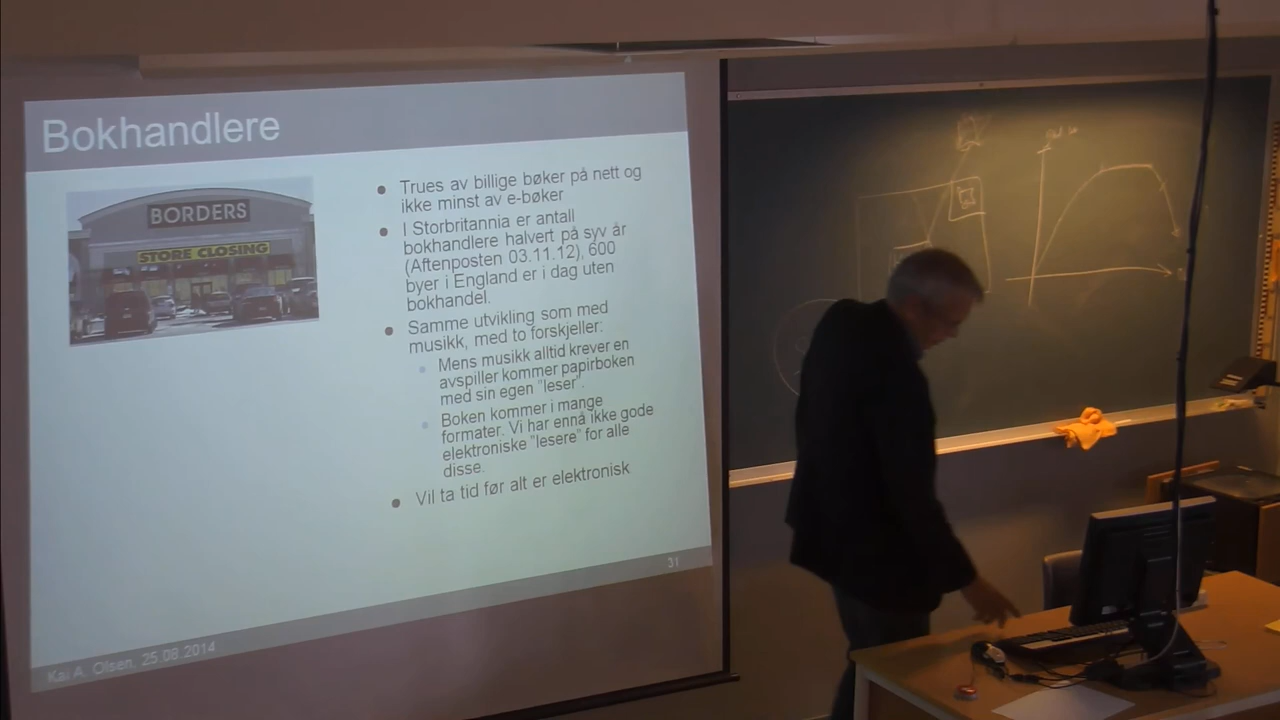 Bokhandlere
BORDERS
STORE CLOSING
Trues av billige bøker på nett og
ikke minst av e-bøker
I Storbritannia er antall
bokhandlere halvert på syv år
(Aftenposten 03.11.12), 600
byer i England er i dag uten
bokhandel.
Samme utvikling som med
musikk, med to forskjeller:
Mens musikk alltid krever en
avspiller kommer papirboken
med sin egen "leser".
Boken kommer i mange
formater. Vi har ennå ikke gode
elektroniske "lesere" for alle
disse.
Vil ta tid før alt er elektronisk
31
Kai A. Olsen, 25.08.2014